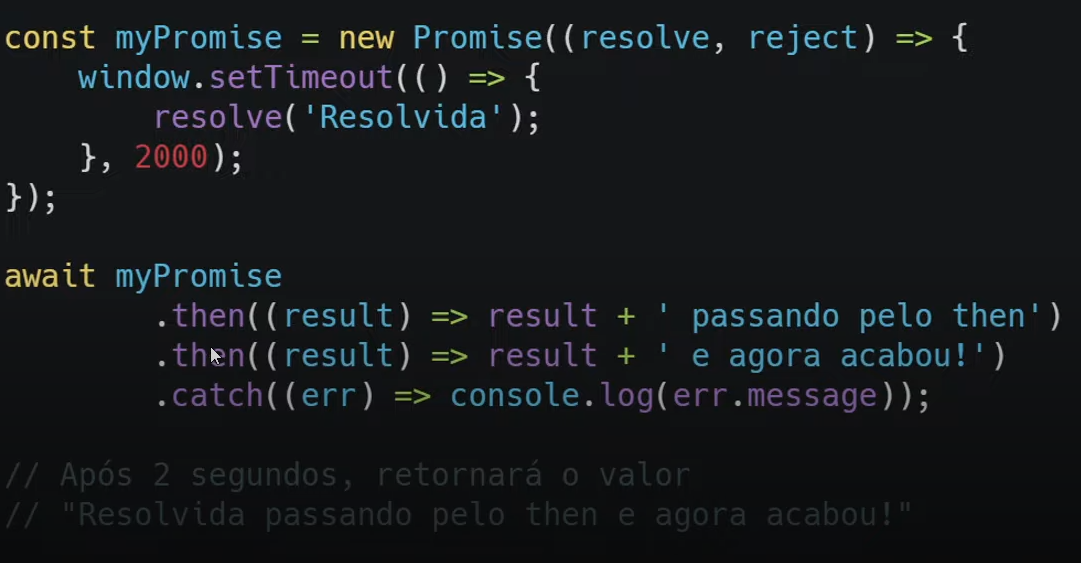 const myPromise = new Promise((resolve, reject) => {
    window.setTimeout(() => {
        resolve('Resolvida');
    }, 2000);
});

await myPromise
        .then((result) => result + ' passando pelo then')
        .then((result) => result + ' e agora acabou!')
        .catch((err) => console.log(err.message));

// Após 2 segundos, retornará o valor
// "Resolvida passando pelo then e agora acabou!"